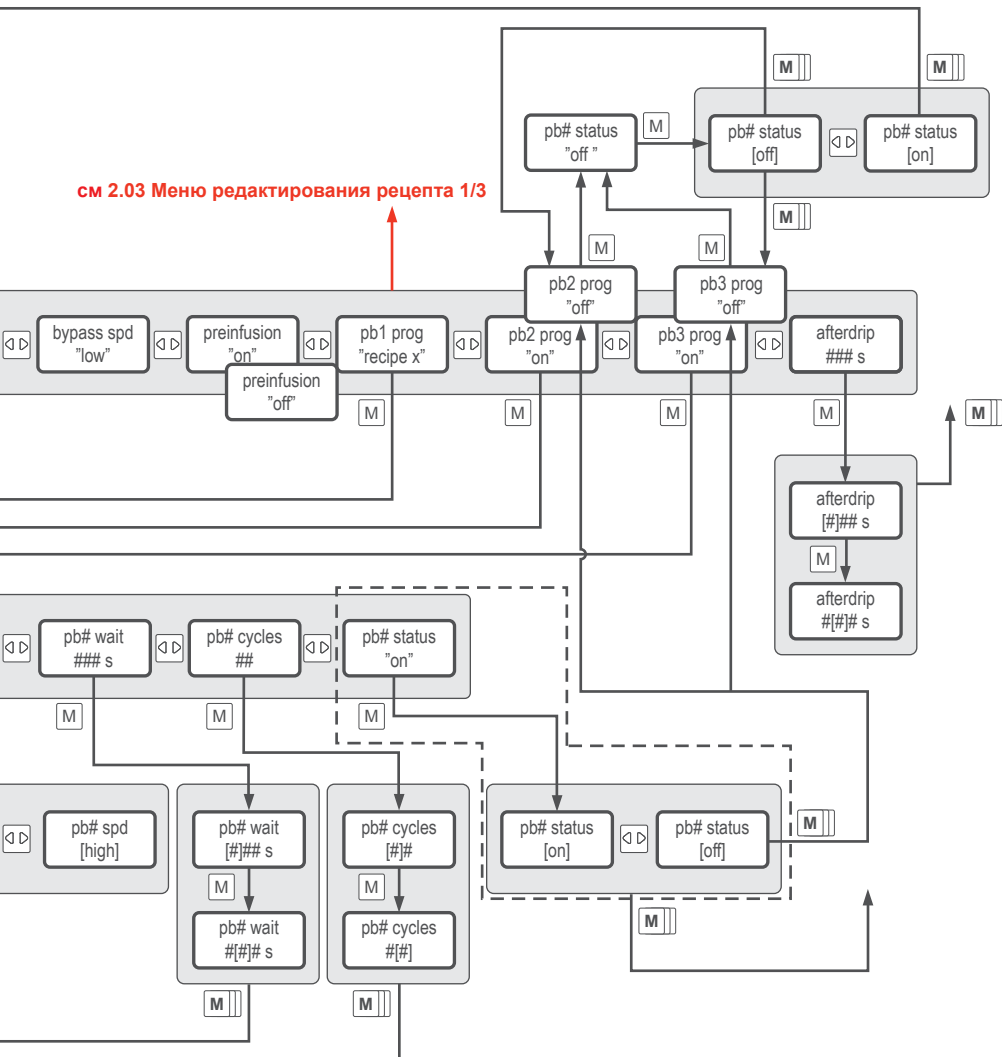 M
M
pb# status
"off "
M
pb# status
[off]
pb# status
[on]
см 2.03 Меню редактирования рецепта 1/3
M
M
M
pb2 prog
"off"
pb3 prog
"off"
bypass spd
"low"
preinfusion
"on"
preinfusion
"off"
pb1 prog
"recipe x"
pb2 prog
"on"
pb3 prog
"on"
afterdrip
### s
M
M
M
M
M
afterdrip
[#]## s
M
afterdrip
#[#]# s
pb# wait
### s
pb# cycles
##
pb# status
"on"
M
M
M
pb# spd
[high]
pb# wait
[#]## s
pb# cycles
[#]#
pb# status
[on]
pb# status
[off]
M
M
M
pb# wait
#[#]# s
pb# cycles
#[#]
M
M
M